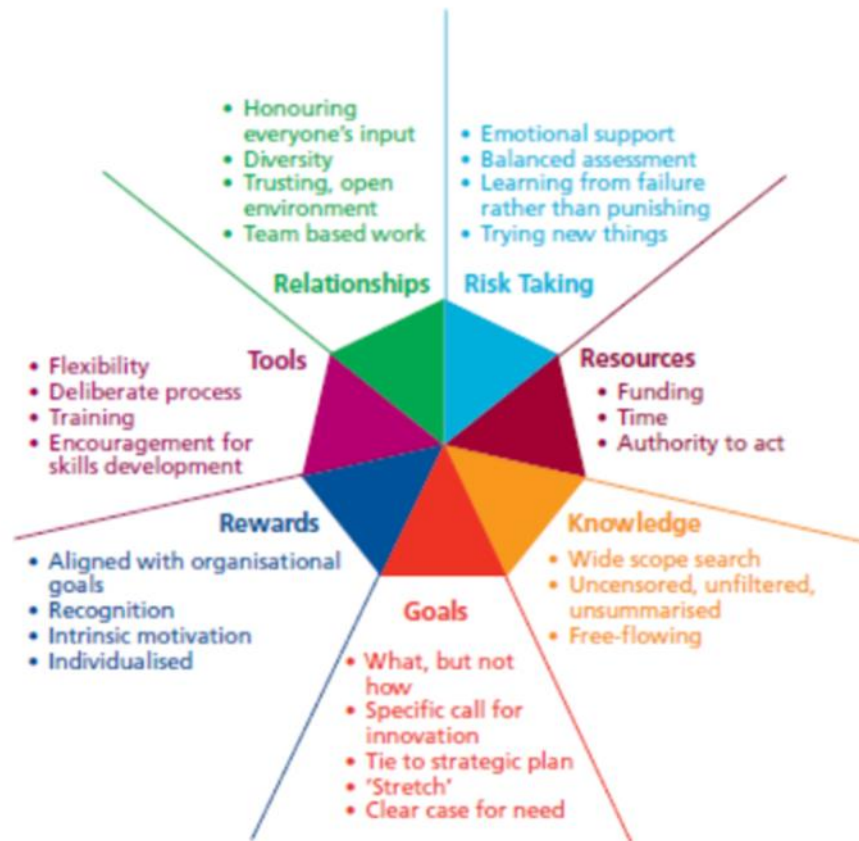 • Honouring
everyone's input
• Diversity
• Trusting, open
environment
• Team based work
Relationships
• Emotional support
• Balanced assessment
• Learning from failure
rather than punishing
• Trying new things
Risk Taking
Resources
• Funding
• Time
• Authority to act
Knowledge
• Wide scope search
• Uncensored, unfiltered,
unsummarised
• Free-flowing
Goals
• What, but not
how
• Specific call for
innovation
• Tie to strategic plan
• 'Stretch'
• Clear case for need
Rewards
• Aligned with organisational
goals
• Recognition
• Intrinsic motivation
• Individualised
Tools
• Flexibility
• Deliberate process
• Training
• Encouragement for
skills development